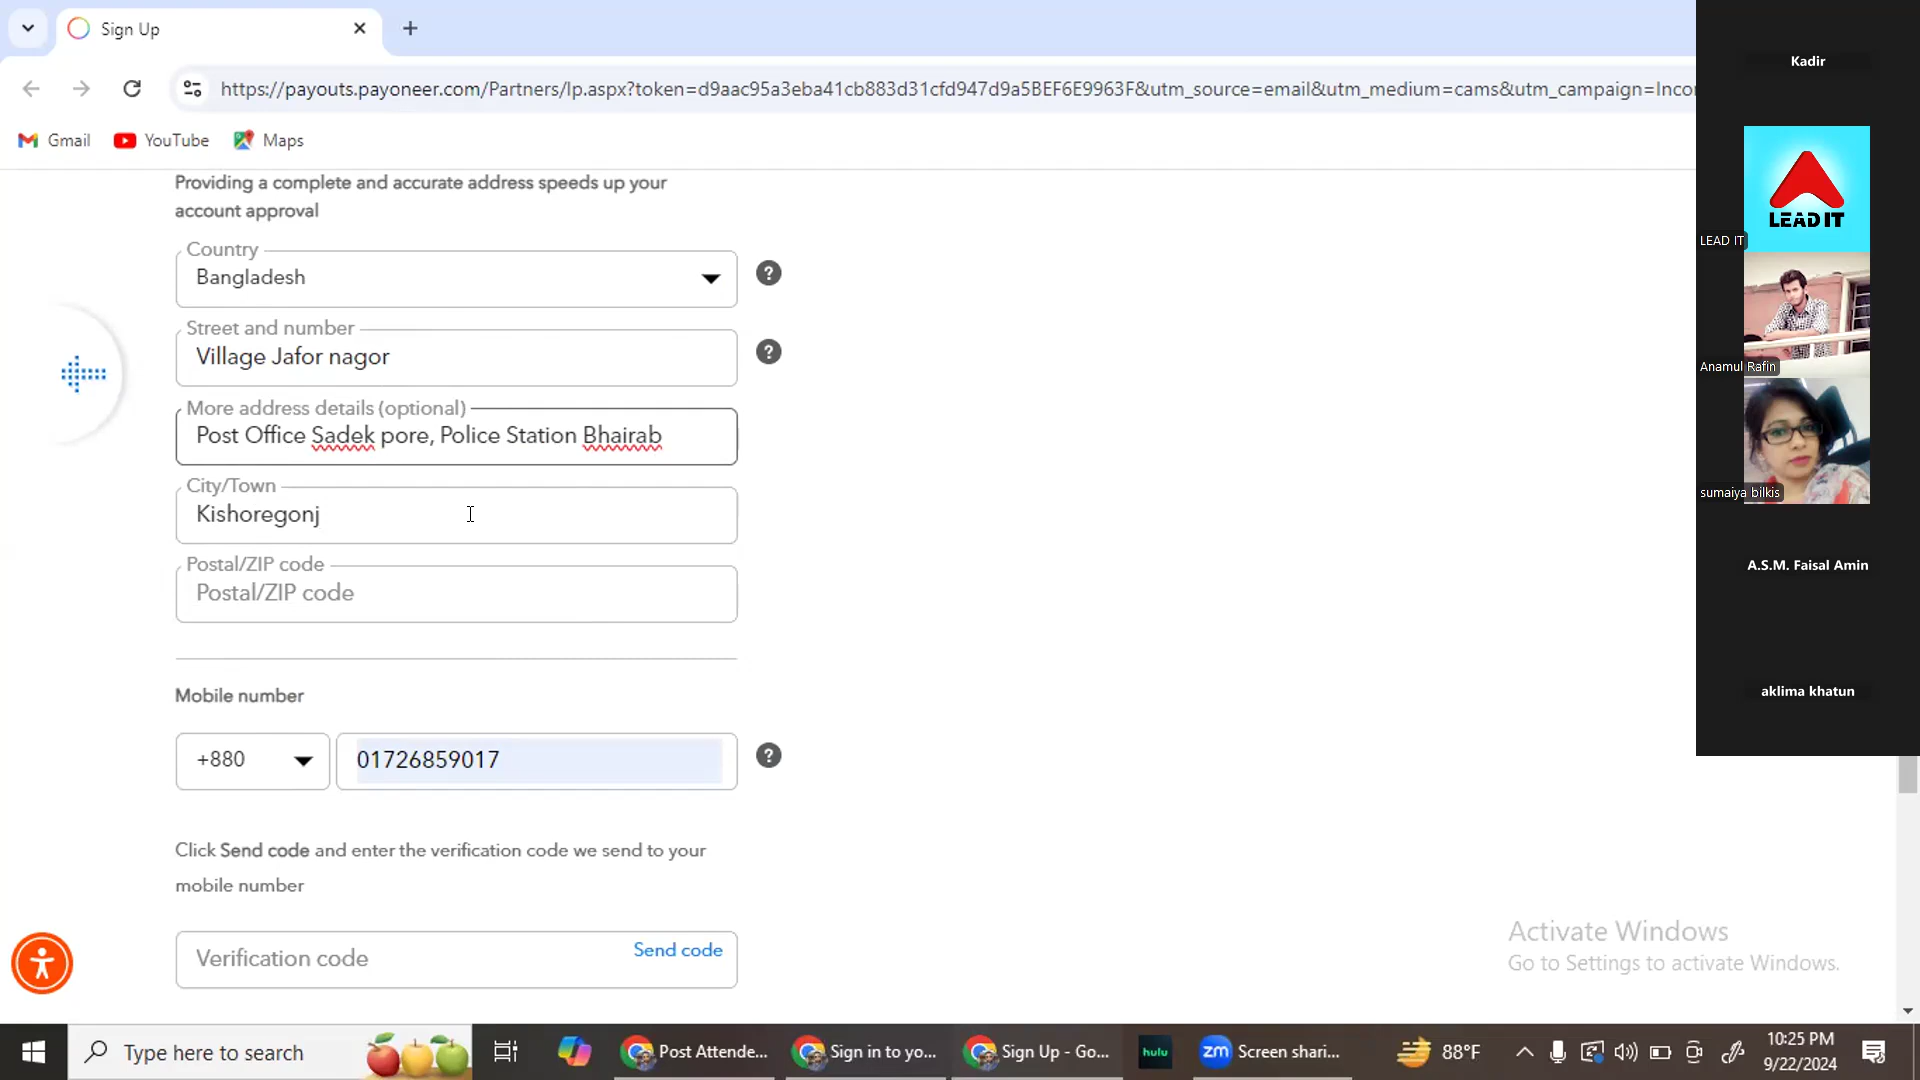 Sign Up
https://payouts.payoneer.com/Partners/lp.aspx?token=d9aac95a3eba41cb883d31cfd947d9a5BEF6E9963F&utm_source=email&utm_medium=cams&utm_campaign=Inco
Gmail YouTube Maps
Providing a complete and accurate address speeds up your
account approval
Country
Bangladesh
Street and number
Village Jafor nagor
More address details (optional)
Post Office Sadek pore, Police Station Bhairab
City/Town
Kishoregonj
Postal/ZIP code
Postal/ZIP code
Mobile number
+880 01726859017
Click Send code and enter the verification code we send to your
mobile number
Verification code Send code
Kadir
LEAD IT
LEAD IT
Anamul Rafin
sumaiya bilkis
A.S.M. Faisal Amin
aklima khatun
Activate Windows
Go to Settings to activate Windows.
Type here to search
Post Attende...
Sign in to yo...
Sign Up - Go...
hulu
zm Screen shari...
88°F
10:25 PM
9/22/2024